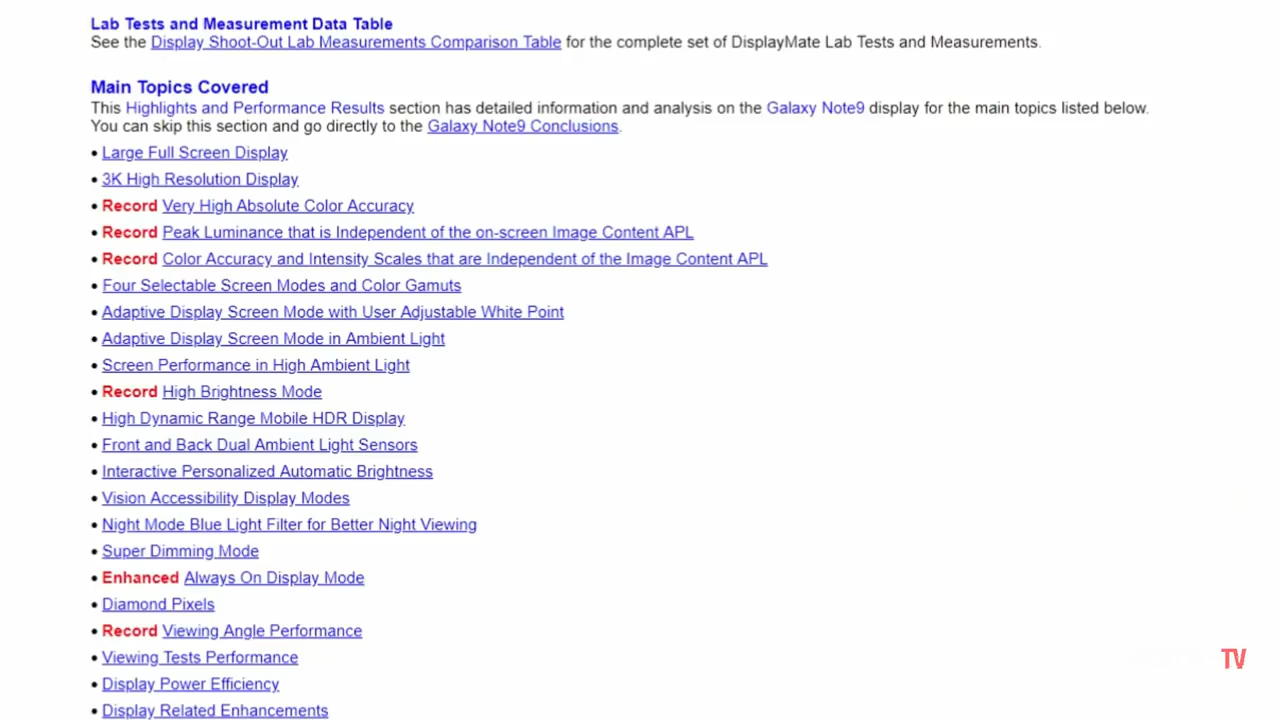 Lab Tests and Measurement Data Table
See the Display Shoot-Out Lab Measurements Comparison Table for the complete set of DisplayMate Lab Tests and Measurements.
Main Topics Covered
This Highlights and Performance Results section has detailed information and analysis on the Galaxy Note9 display for the main topics listed below.
You can skip this section and go directly to the Galaxy Note9 Conclusions.
• Large Full Screen Display
• 3K High Resolution Display
• Record Very High Absolute Color Accuracy
• Record Peak Luminance that is Independent of the on-screen Image Content APL
• Record Color Accuracy and Intensity Scales that are Independent of the Image Content APL
• Four Selectable Screen Modes and Color Gamuts
• Adaptive Display Screen Mode with User Adjustable White Point
• Adaptive Display Screen Mode in Ambient Light
• Screen Performance in High Ambient Light
• Record High Brightness Mode
• High Dynamic Range Mobile HDR Display
• Front and Back Dual Ambient Light Sensors
• Interactive Personalized Automatic Brightness
• Vision Accessibility Display Modes
• Night Mode Blue Light Filter for Better Night Viewing
• Super Dimming Mode
• Enhanced Always On Display Mode
• Diamond Pixels
• Record Viewing Angle Performance
• Viewing Tests Performance
TV
• Display Power Efficiency
• Display Related Enhancements